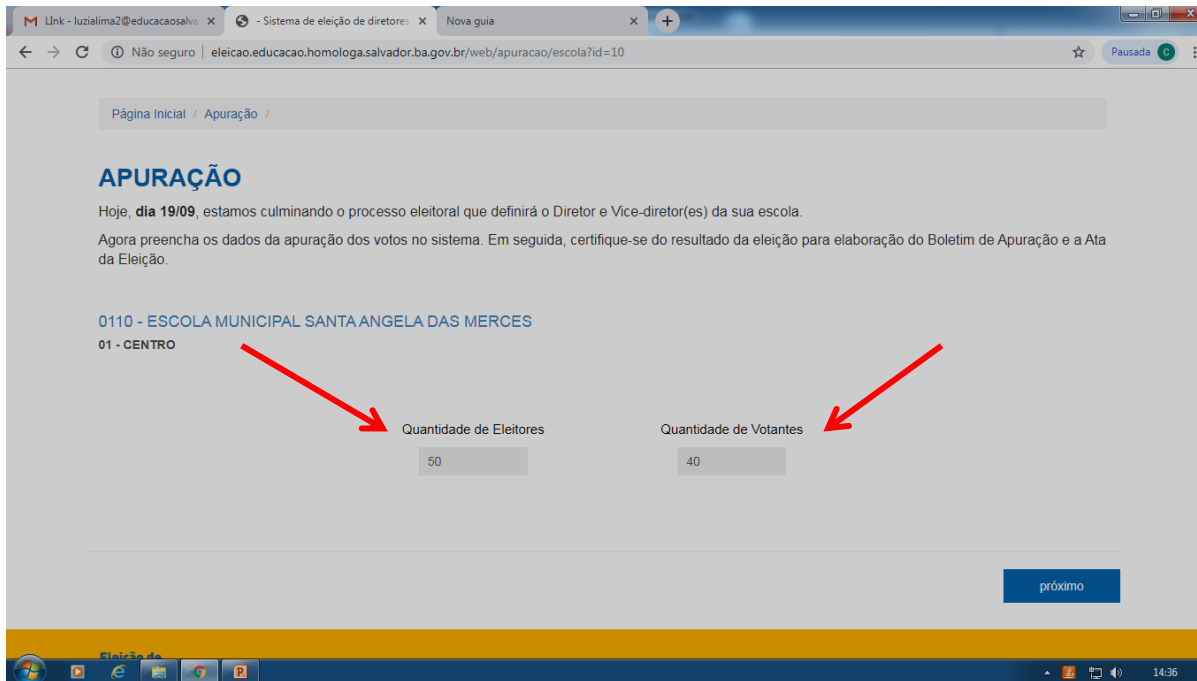 LInk - luzialima2@educacaosalva
- Sistema de eleição de diretores
Nova guia
Não seguro | eleicao.educacao.homologa.salvador.ba.gov.br/web/apuracao/escola?id=10
Pausada C
Página Inicial / Apuração /
APURAÇÃO
Hoje, dia 19/09, estamos culminando o processo eleitoral que definirá o Diretor e Vice-diretor(es) da sua escola.
Agora preencha os dados da apuração dos votos no sistema. Em seguida, certifique-se do resultado da eleição para elaboração do Boletim de Apuração e a Ata
da Eleição.
0110 - ESCOLA MUNICIPAL SANTA ANGELA DAS MERCES
01 - CENTRO
Quantidade de Eleitores
Quantidade de Votantes
50
40
próximo
Eleição de
14:36